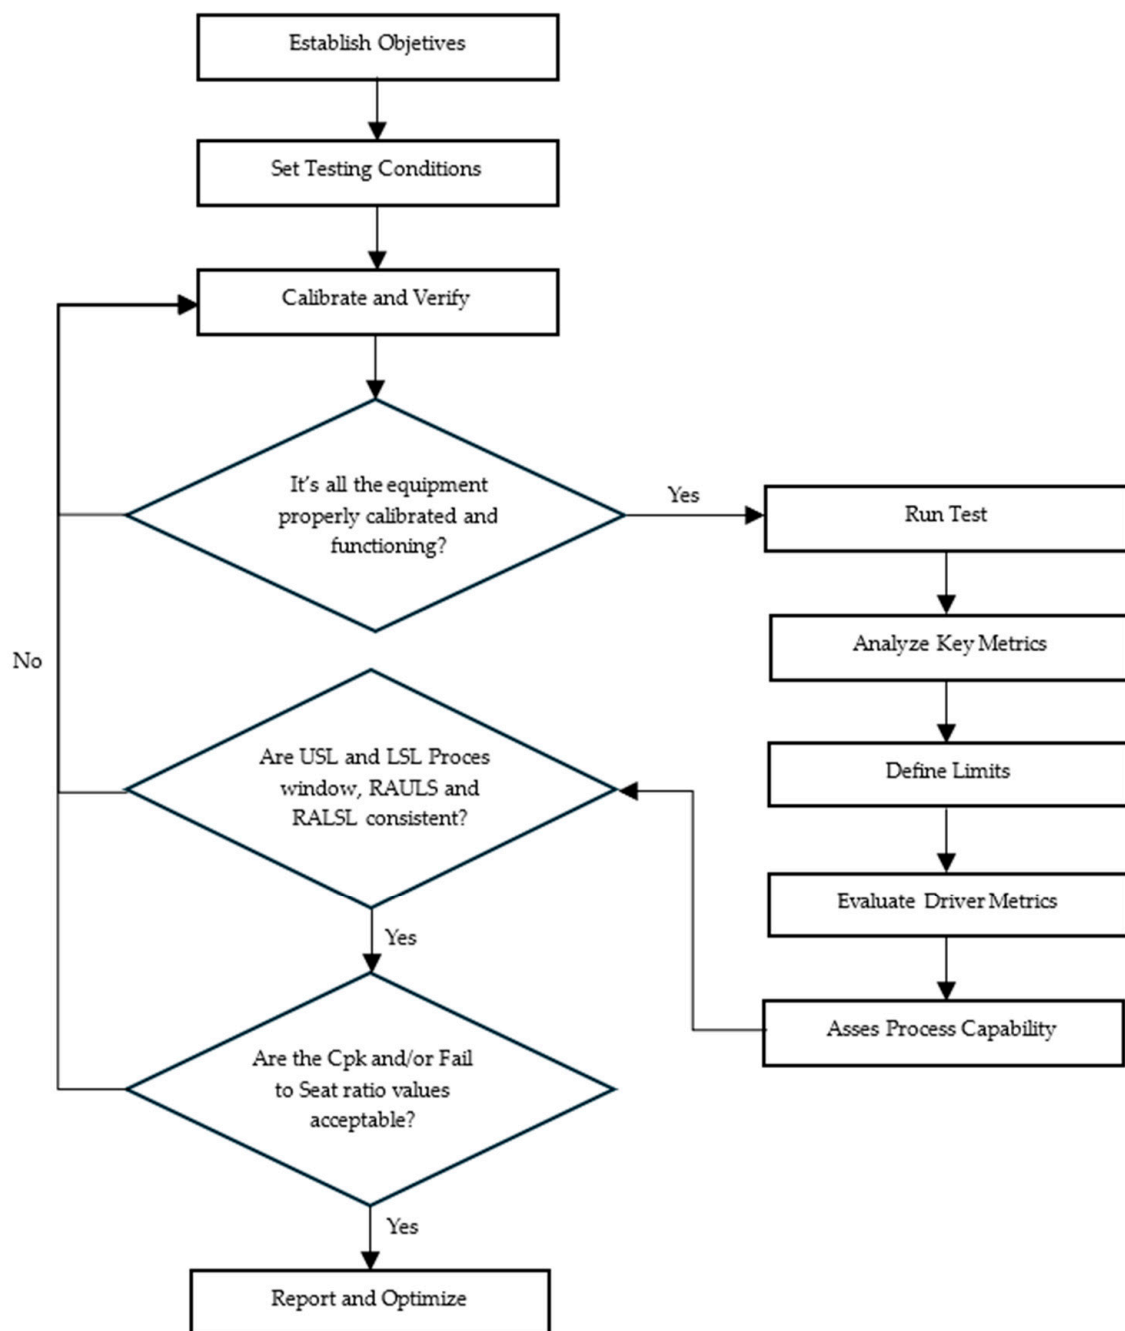 Establish Objetives
Set Testing Conditions
Calibrate and Verify
It's all the equipment
properly calibrated and
functioning?
Yes
Run Test
Analyze Key Metrics
Define Limits
Evaluate Driver Metrics
Asses Process Capability
No
Are USL and LSL Proces
window, RAULS and
RALSL consistent?
Yes
Are the Cpk and/or Fail
to Seat ratio values
acceptable?
Yes
Report and Optimize